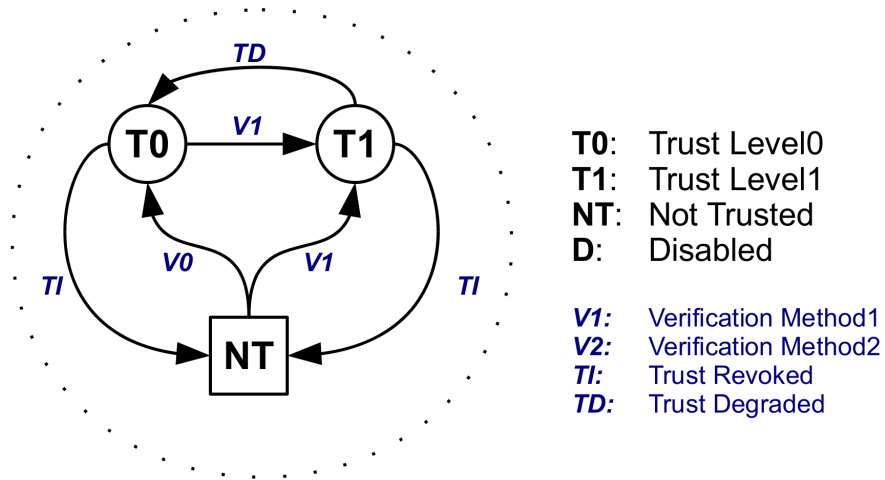 TD
T0
V1
T1
V0
V1
TI
TI
NT
T0: Trust Level0
T1: Trust Level1
NT: Not Trusted
D: Disabled
V1: Verification Method1
V2: Verification Method2
TI: Trust Revoked
TD: Trust Degraded